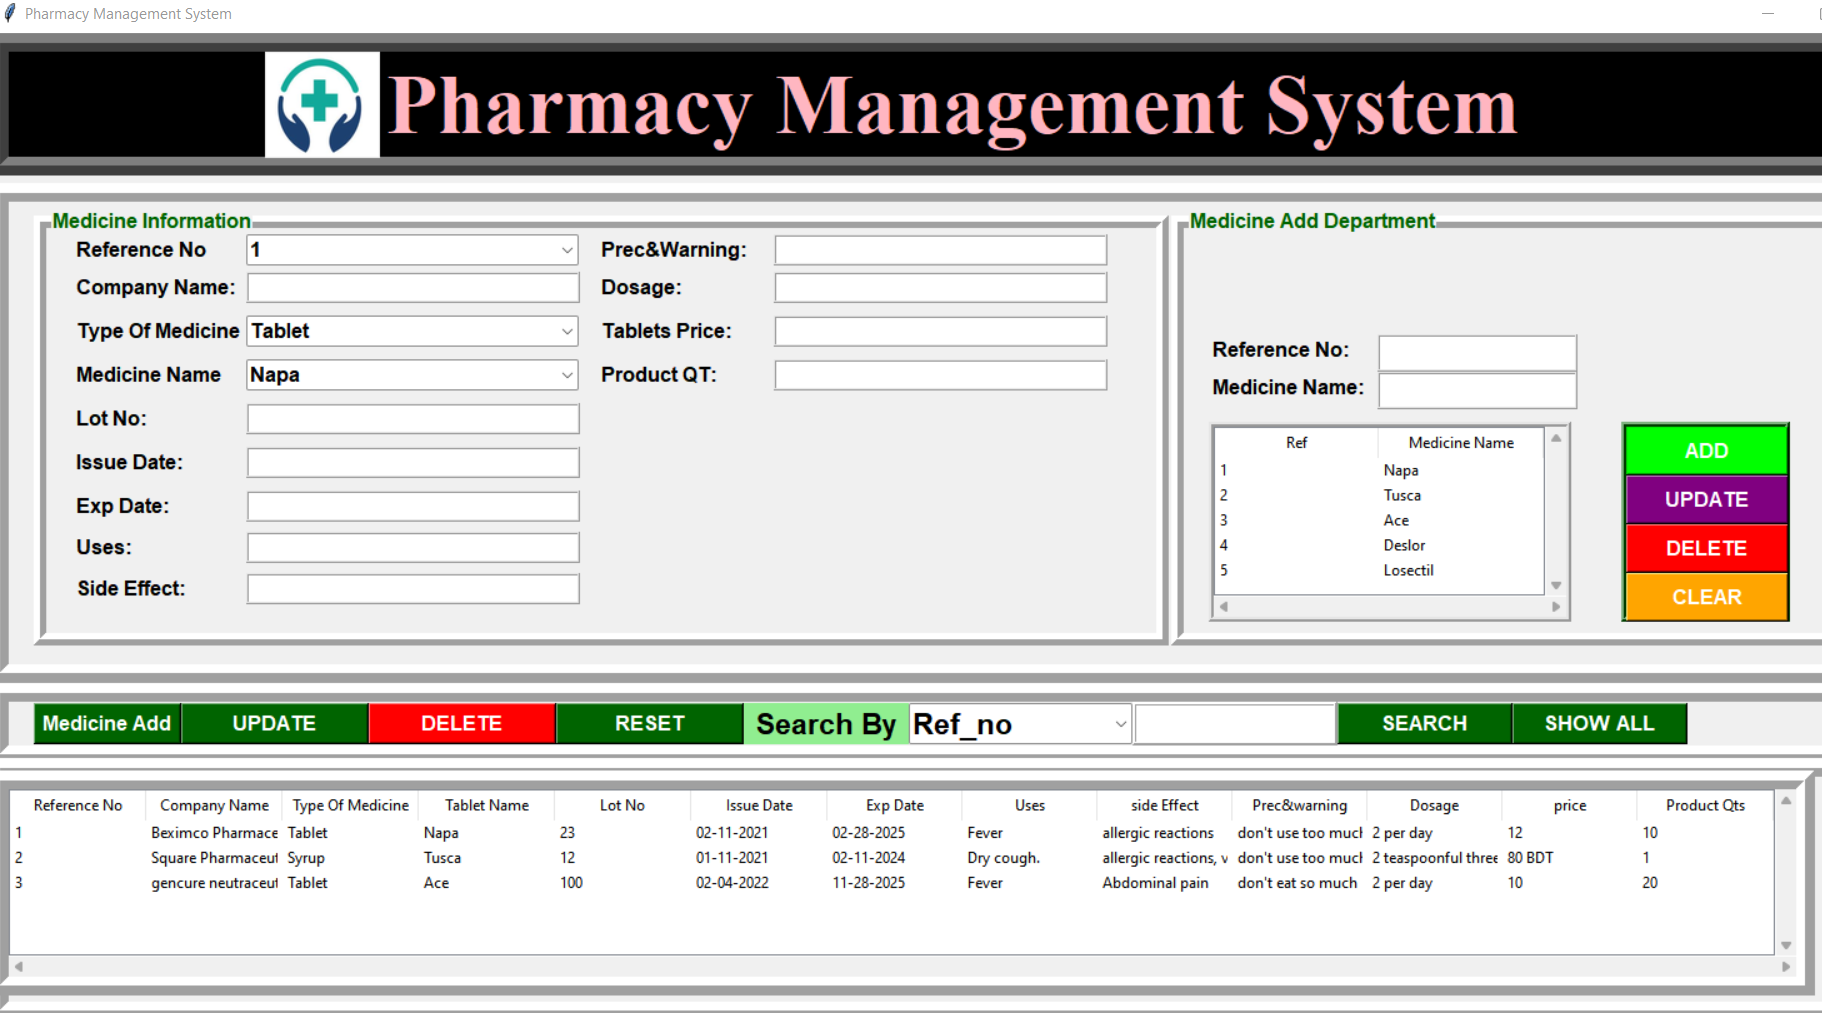 Pharmacy Management System
Pharmacy Management System
Medicine Information
Reference No 1 Prec&Warning:
Company Name: Dosage:
Type Of Medicine Tablet Tablets Price:
Medicine Name Napa Product QT:
Lot No:
Issue Date:
Exp Date:
Uses:
Side Effect:
Medicine Add Department
Reference No:
Medicine Name:
Ref Medicine Name
1 Napa
2 Tusca
3 Ace
4 Deslor
5 Losectil
ADD
UPDATE
DELETE
CLEAR
Medicine Add UPDATE DELETE RESET Search By Ref_no SEARCH SHOW ALL
Reference No Company Name Type Of Medicine Tablet Name Lot No Issue Date Exp Date Uses side Effect Prec&warning Dosage price Product Qts
1 Beximco Pharmace Tablet Napa 23 02-11-2021 02-28-2025 Fever allergic reactions don't use too much 2 per day 12 10
2 Square Pharmaceut Syrup Tusca 12 01-11-2021 02-11-2024 Dry cough. allergic reactions, v don't use too much 2 teaspoonful three 80 BDT 1
3 gencure neutraceut Tablet Ace 100 02-04-2022 11-28-2025 Fever Abdominal pain don't eat so much 2 per day 10 20